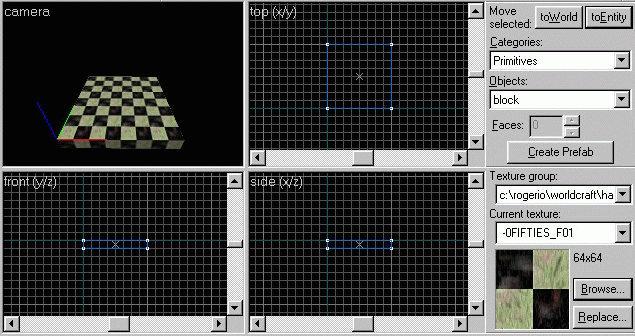 camera
top (x/y)
front (y/z)
side (x/z)
Move
selected:
toWorld
toEntity
Categories:
Primitives
Objects:
block
Faces:
0
Create Prefab
Texture group:
c:\rogerio\worldcraft\ha
Current texture:
-0FIFTIES_F01
64x64
Browse...
Replace...